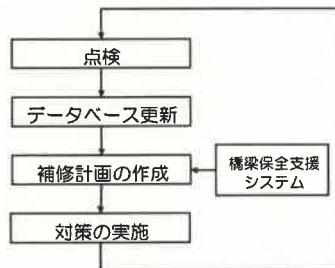 点検
データベース更新
補修計画の作成
橋梁保全支援
システム
対策の実施